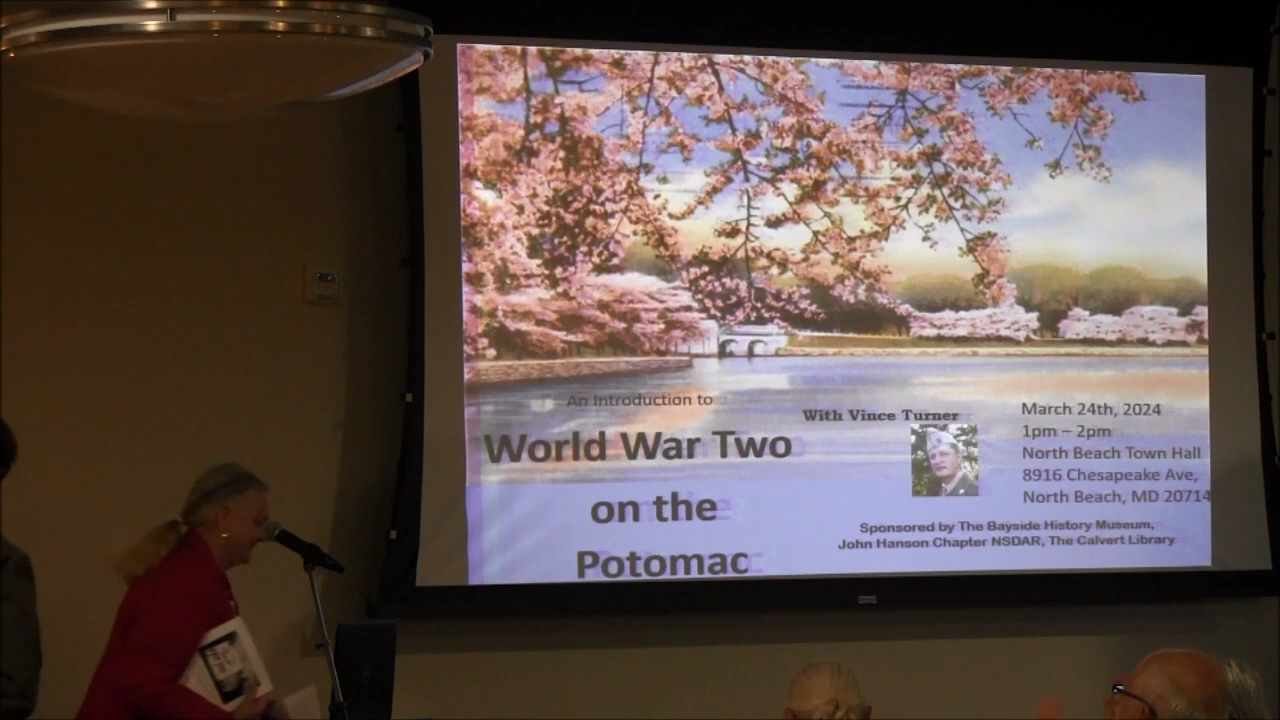 An Introduction to
World War Two
on the
Potomac
With Vince Turner
March 24th, 2024
1pm – 2pm
North Beach Town Hall
8916 Chesapeake Ave,
North Beach, MD 20714
Sponsored by The Bayside History Museum,
John Hanson Chapter NSDAR, The Calvert Library